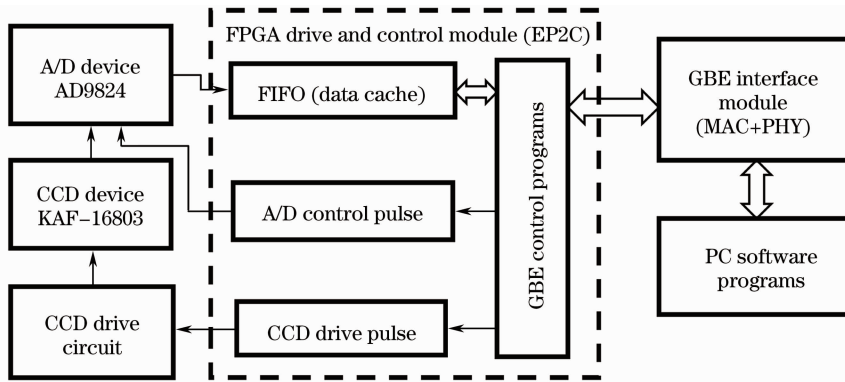 FPGA drive and control module (EP2C)
A/D device
AD9824
FIFO (data cache)
GBE interface
module
(MAC+PHY)
CCD device
KAF-16803
A/D control pulse
GBE control programs
PC software
programs
CCD drive
circuit
CCD drive pulse